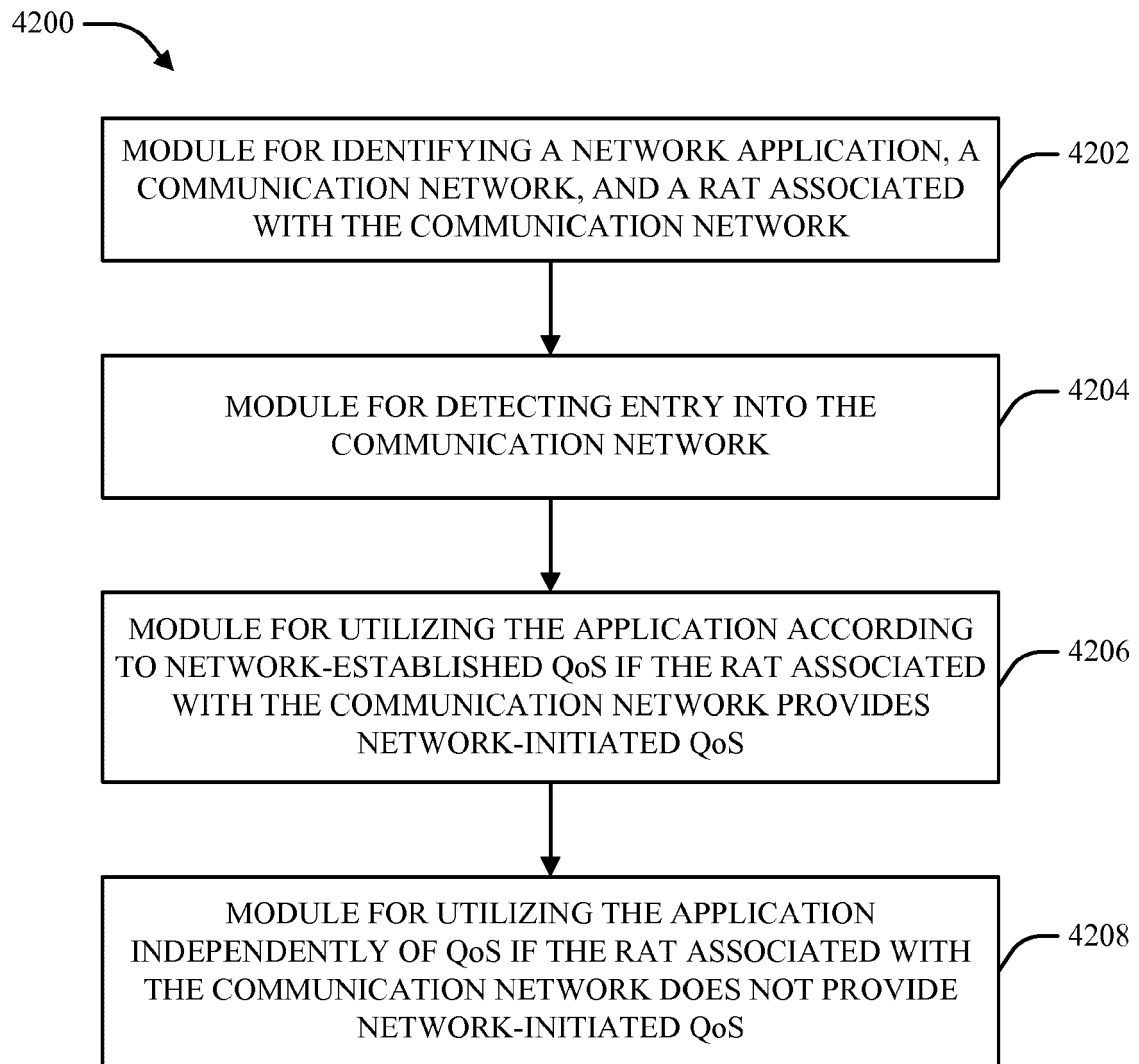 4200
MODULE FOR IDENTIFYING A NETWORK APPLICATION, A
COMMUNICATION NETWORK, AND A RAT ASSOCIATED
WITH THE COMMUNICATION NETWORK
4202
MODULE FOR DETECTING ENTRY INTO THE
COMMUNICATION NETWORK
4204
MODULE FOR UTILIZING THE APPLICATION ACCORDING
TO NETWORK-ESTABLISHED QoS IF THE RAT ASSOCIATED
WITH THE COMMUNICATION NETWORK PROVIDES
NETWORK-INITIATED QoS
4206
MODULE FOR UTILIZING THE APPLICATION
INDEPENDENTLY OF QoS IF THE RAT ASSOCIATED WITH
THE COMMUNICATION NETWORK DOES NOT PROVIDE
NETWORK-INITIATED QoS
4208